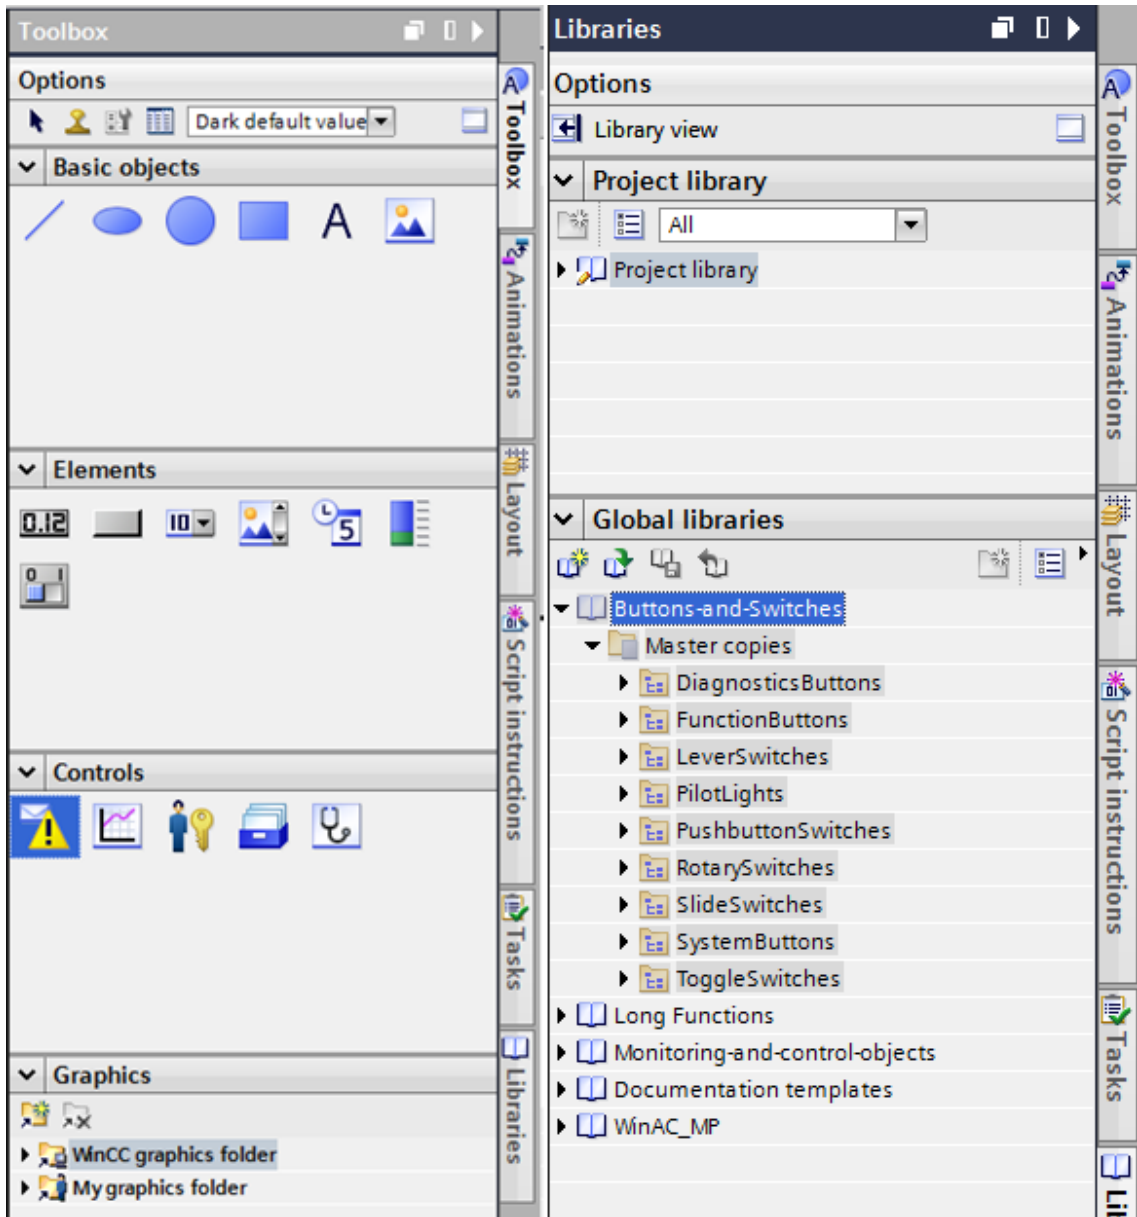 Toolbox
Options
Dark default value
Basic objects
A
Elements
0.12
10
5
0 1
Controls
Graphics
WinCC graphics folder
My graphics folder
Toolbox
Animations
Layout
Script instructions
Tasks
Libraries
Libraries
Options
Library view
Project library
All
Project library
Global libraries
Buttons-and-Switches
Master copies
DiagnosticsButtons
FunctionButtons
LeverSwitches
PilotLights
PushbuttonSwitches
RotarySwitches
SlideSwitches
SystemButtons
ToggleSwitches
Long Functions
Monitoring-and-control-objects
Documentation templates
WinAC_MP
Toolbox
Animations
Layout
Script instructions
Tasks
Lib